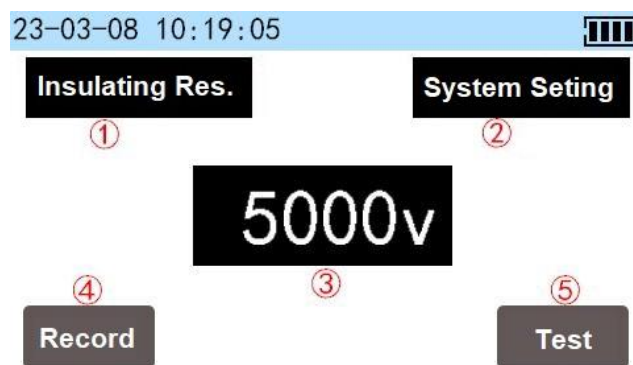 23-03-08 10:19:05
Insulating Res. System Seting
① ②
5000v
③
④ ⑤
Record Test